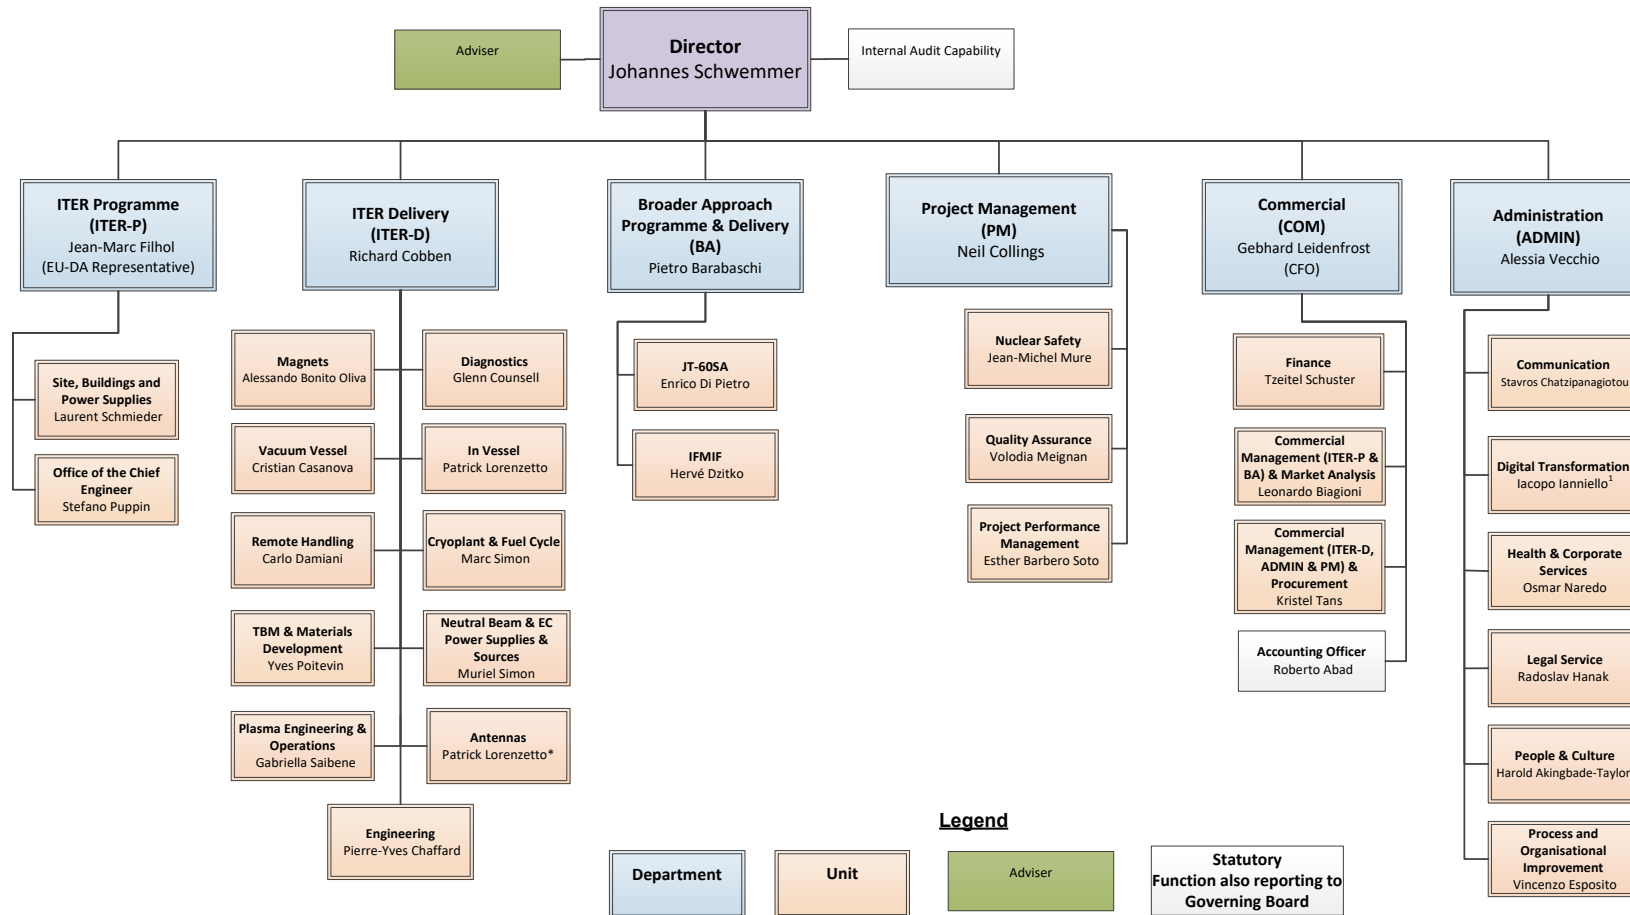 Adviser
Director
Johannes Schwemmer
Internal Audit Capability
ITER Programme
(ITER-P)
Jean-Marc Filhol
(EU-DA Representative)
ITER Delivery
(ITER-D)
Richard Cobben
Broader Approach
Programme & Delivery
(BA)
Pietro Barabaschi
Project Management
(PM)
Neil Collings
Commercial
(COM)
Gebhard Leidenfrost
(CFO)
Administration
(ADMIN)
Alessia Vecchio
Site, Buildings and
Power Supplies
Laurent Schmieder
Office of the Chief
Engineer
Stefano Puppin
Magnets
Alessando Bonito Oliva
Diagnostics
Glenn Counsell
Vacuum Vessel
Cristian Casanova
In Vessel
Patrick Lorenzetto
Remote Handling
Carlo Damiani
Cryoplant & Fuel Cycle
Marc Simon
TBM & Materials
Development
Yves Poitevin
Neutral Beam & EC
Power Supplies &
Sources
Muriel Simon
Plasma Engineering &
Operations
Gabriella Saibene
Antennas
Patrick Lorenzetto*
Engineering
Pierre-Yves Chaffard
JT-60SA
Enrico Di Pietro
IFMIF
Hervé Dzitko
Nuclear Safety
Jean-Michel Mure
Quality Assurance
Volodia Meignan
Project Performance
Management
Esther Barbero Soto
Finance
Tzeitel Schuster
Commercial
Management (ITER-P &
BA) & Market Analysis
Leonardo Biagioni
Commercial
Management (ITER-D,
ADMIN & PM) &
Procurement
Kristel Tans
Accounting Officer
Roberto Abad
Communication
Stavros Chatzipanagiotou
Digital Transformation
Iacopo Ianniello¹
Health & Corporate
Services
Osmar Naredo
Legal Service
Radoslav Hanak
People & Culture
Harold Akingbade-Taylor
Process and
Organisational
Improvement
Vincenzo Esposito
Legend
Department
Unit
Adviser
Statutory
Function also reporting to
Governing Board